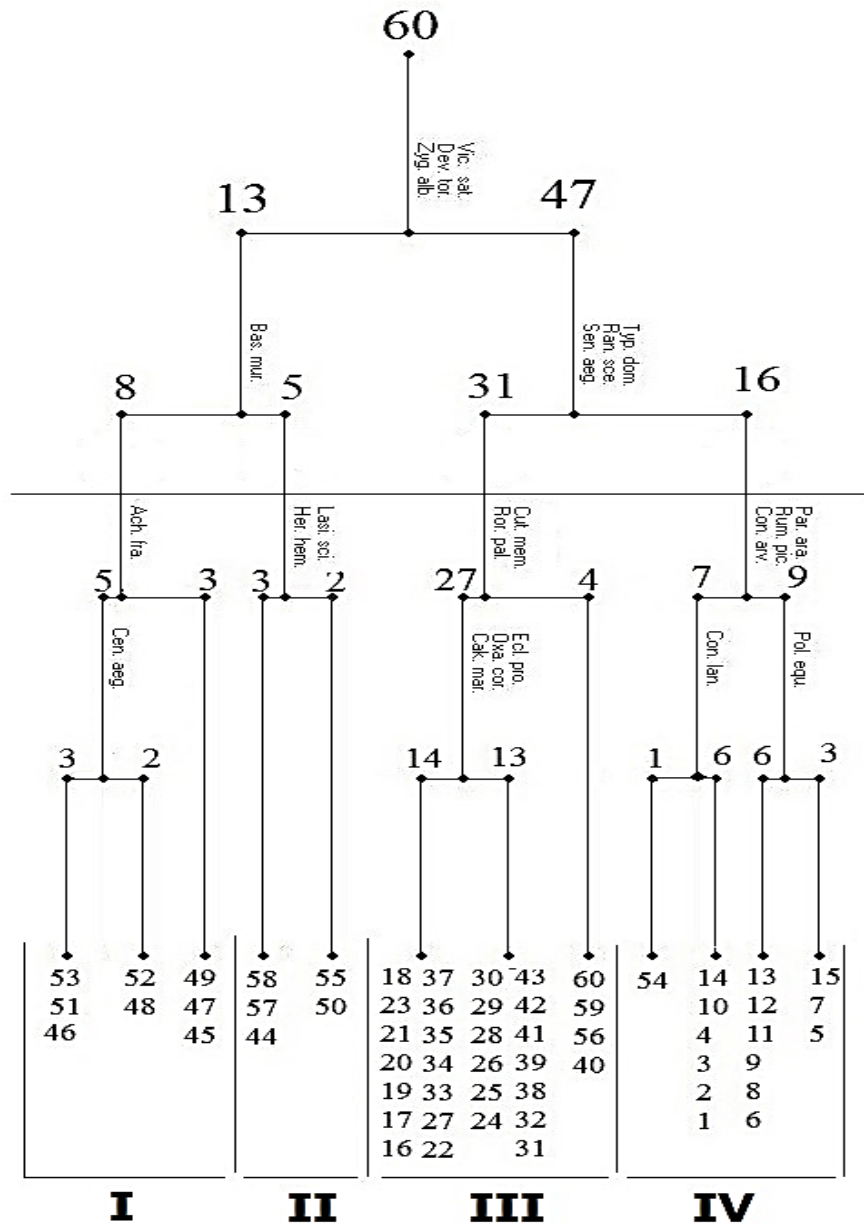 60
Vic. sat.
Dev. tor.
Zyg. alb.
13 47
Bas. mur.
Typ. dom.
Ran. sce.
Sen. aeg.
8 5 31 16
Ach. fra.
Lasi. sci.
Her. hem.
Cut. mem.
Ror. pal.
Par. ara.
Rum. pic.
Con. arv.
5 3 3 2 27 4 7 9
Cen. aeg.
Ecl. pro.
Oxa. cor.
Cak. mar.
Con. lan.
Pol. equ.
3 2 14 13 1 6 6 3
53 52 49 58 55 18 37 30 43 60 54 14 13 15
51 48 47 57 50 23 36 29 42 59 10 12 7
46 45 44 21 35 28 41 56 4 11 5
20 34 26 39 40 3 9
19 33 25 38 2 8
17 27 24 32 1 6
16 22 31
I II III IV